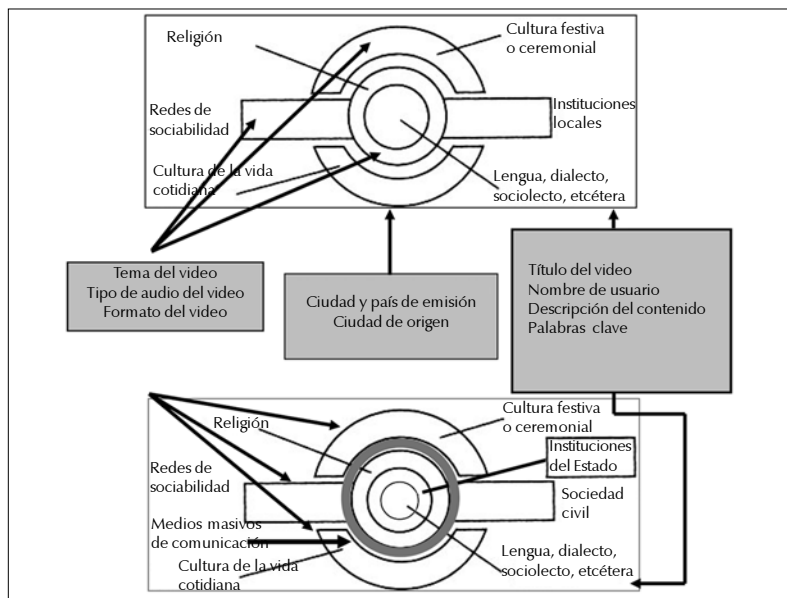 Religión
Cultura festiva
o ceremonial
Redes de
sociabilidad
Instituciones
locales
Cultura de la vida
cotidiana
Lengua, dialecto,
sociolecto, etcétera
Tema del video
Tipo de audio del video
Formato del video
Ciudad y país de emisión
Ciudad de origen
Título del video
Nombre de usuario
Descripción del contenido
Palabras clave
Religión
Cultura festiva
o ceremonial
Instituciones
del Estado
Redes de
sociabilidad
Sociedad
civil
Medios masivos
de comunicación
Cultura de la vida
cotidiana
Lengua, dialecto,
sociolecto, etcétera